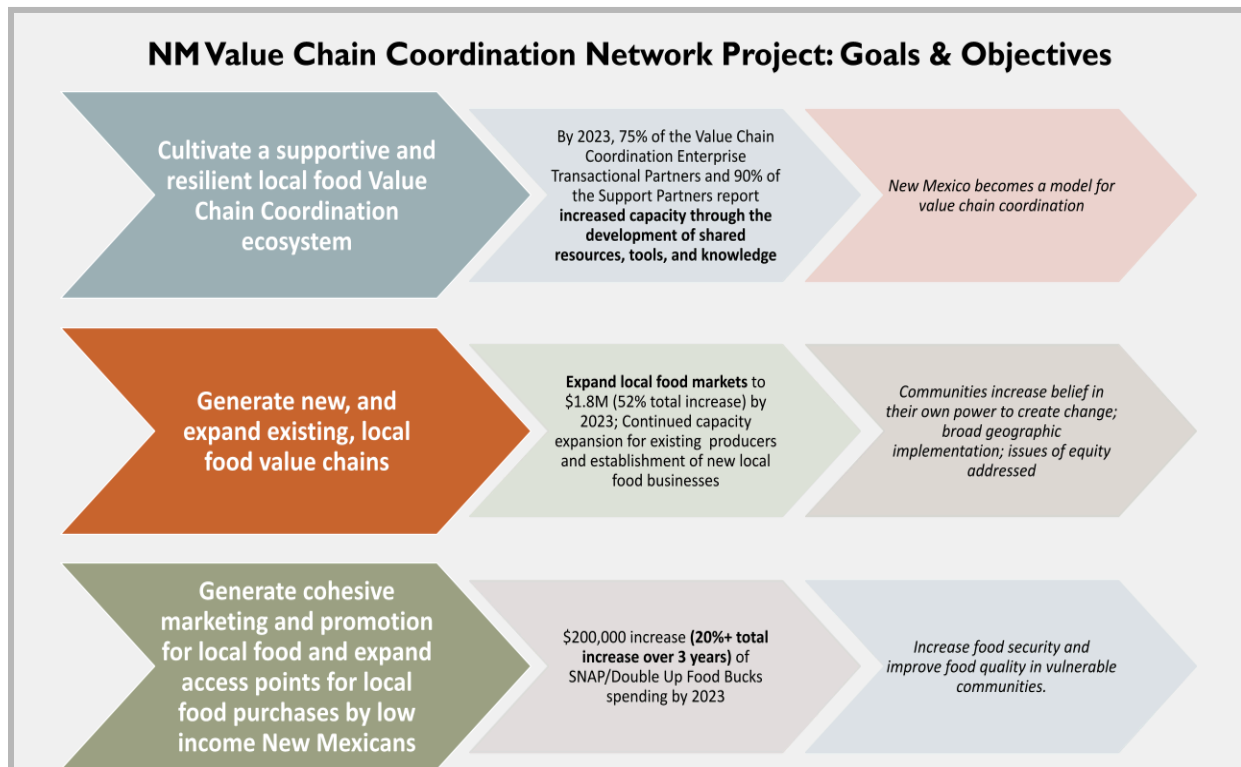 NM Value Chain Coordination Network Project: Goals & Objectives
Cultivate a supportive and
resilient local food Value
Chain Coordination
ecosystem
By 2023, 75% of the Value Chain
Coordination Enterprise
Transactional Partners and 90% of
the Support Partners report
increased capacity through the
development of shared
resources, tools, and knowledge
New Mexico becomes a model for
value chain coordination
Generate new, and
expand existing, local
food value chains
Expand local food markets to
$1.8M (52% total increase) by
2023; Continued capacity
expansion for existing producers
and establishment of new local
food businesses
Communities increase belief in
their own power to create change;
broad geographic
implementation; issues of equity
addressed
Generate cohesive
marketing and promotion
for local food and expand
access points for local
food purchases by low
income New Mexicans
$200,000 increase (20%+ total
increase over 3 years) of
SNAP/Double Up Food Bucks
spending by 2023
Increase food security and
improve food quality in vulnerable
communities.